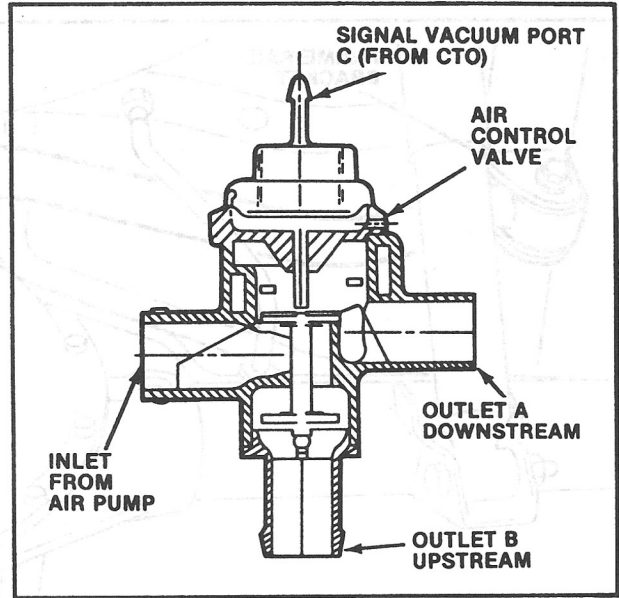 SIGNAL VACUUM PORT
C (FROM CTO)
AIR
CONTROL
VALVE
OUTLET A
DOWNSTREAM
INLET
FROM
AIR PUMP
OUTLET B
UPSTREAM